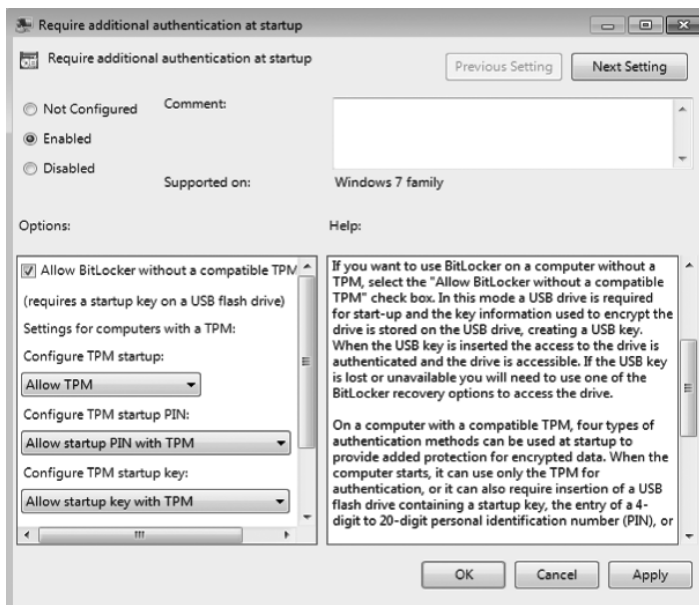 Require additional authentication at startup
Require additional authentication at startup
Previous Setting
Next Setting
Not Configured
Comment:
Enabled
Disabled
Supported on:
Windows 7 family
Options:
Help:
Allow BitLocker without a compatible TPM
(requires a startup key on a USB flash drive)
Settings for computers with a TPM:
Configure TPM startup:
Allow TPM
Configure TPM startup PIN:
Allow startup PIN with TPM
Configure TPM startup key:
Allow startup key with TPM
If you want to use BitLocker on a computer without a
TPM, select the "Allow BitLocker without a compatible
TPM" check box. In this mode a USB drive is required
for start-up and the key information used to encrypt the
drive is stored on the USB drive, creating a USB key.
When the USB key is inserted the access to the drive is
authenticated and the drive is accessible. If the USB key
is lost or unavailable you will need to use one of the
BitLocker recovery options to access the drive.
On a computer with a compatible TPM, four types of
authentication methods can be used at startup to
provide added protection for encrypted data. When the
computer starts, it can use only the TPM for
authentication, or it can also require insertion of a USB
flash drive containing a startup key, the entry of a 4-
digit to 20-digit personal identification number (PIN), or
OK
Cancel
Apply